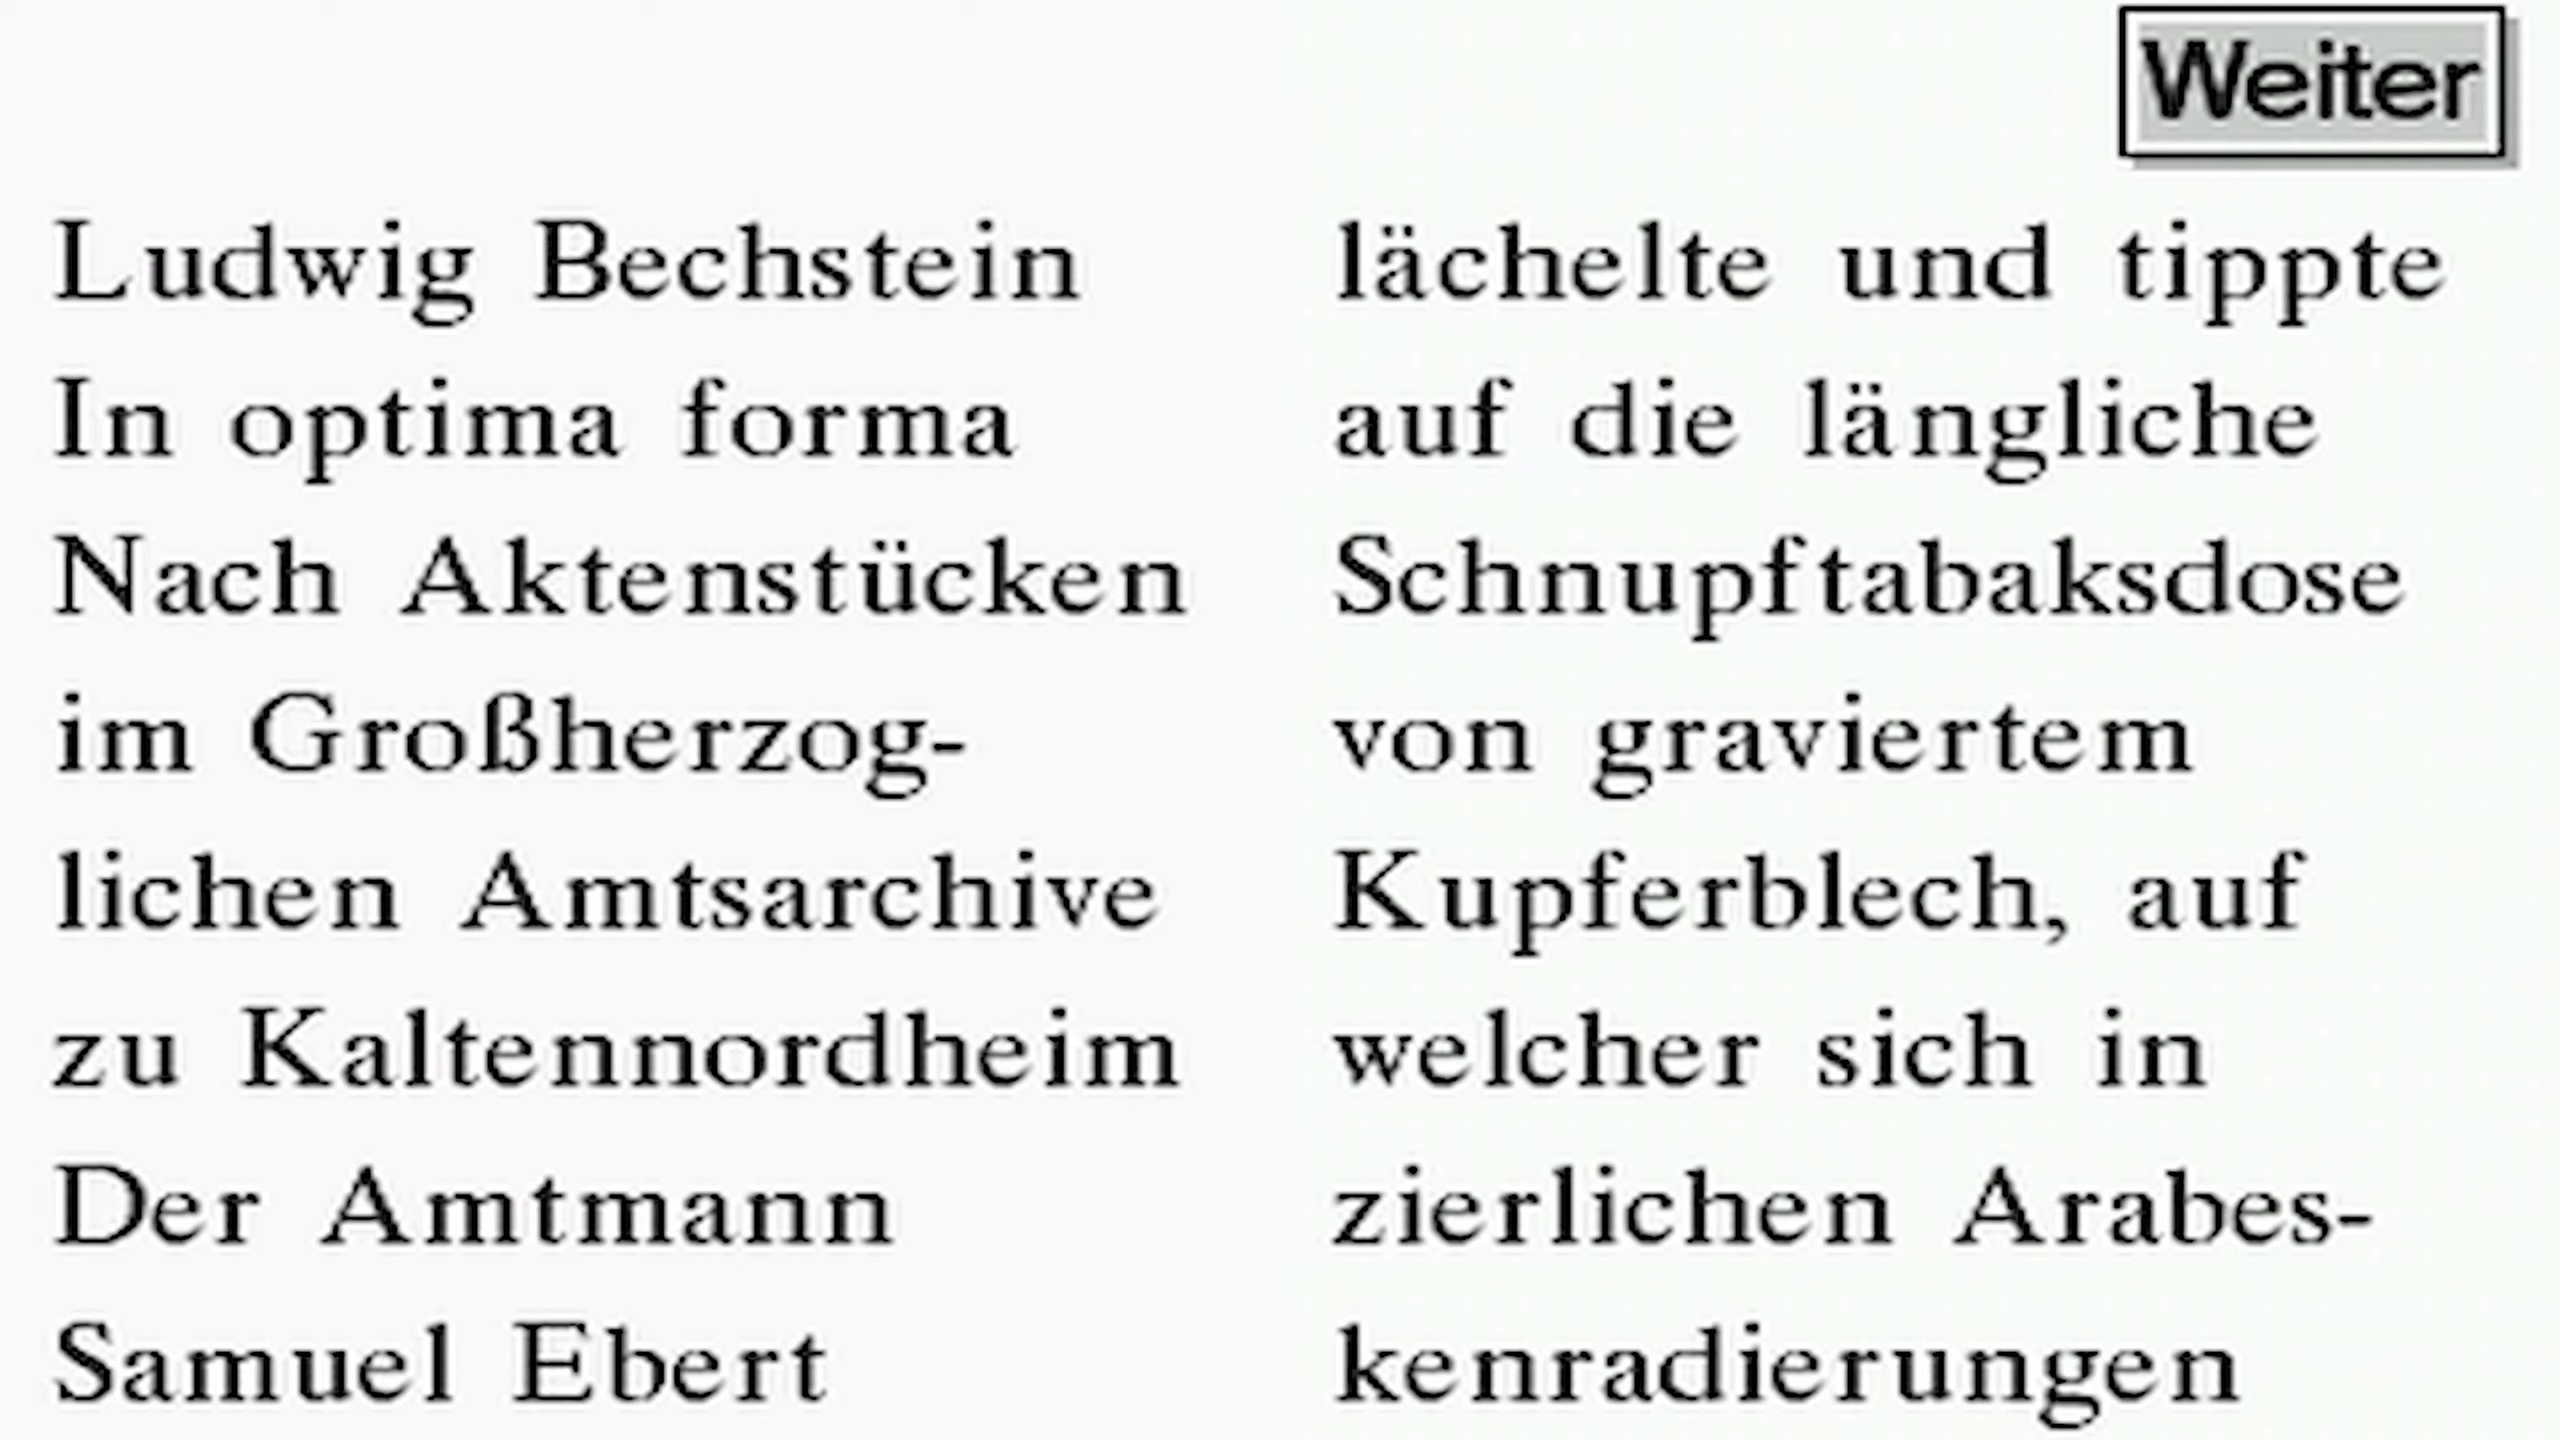 Weiter
Ludwig Bechstein
In optima forma
Nach Aktenstücken
im Großherzog-
lichen Amtsarchive
zu Kaltennordheim
Der Amtmann
Samuel Ebert
lächelte und tippte
auf die längliche
Schnupftabaksdose
von graviertem
Kupferblech, auf
welcher sich in
zierlichen Arabes-
kenradierungen